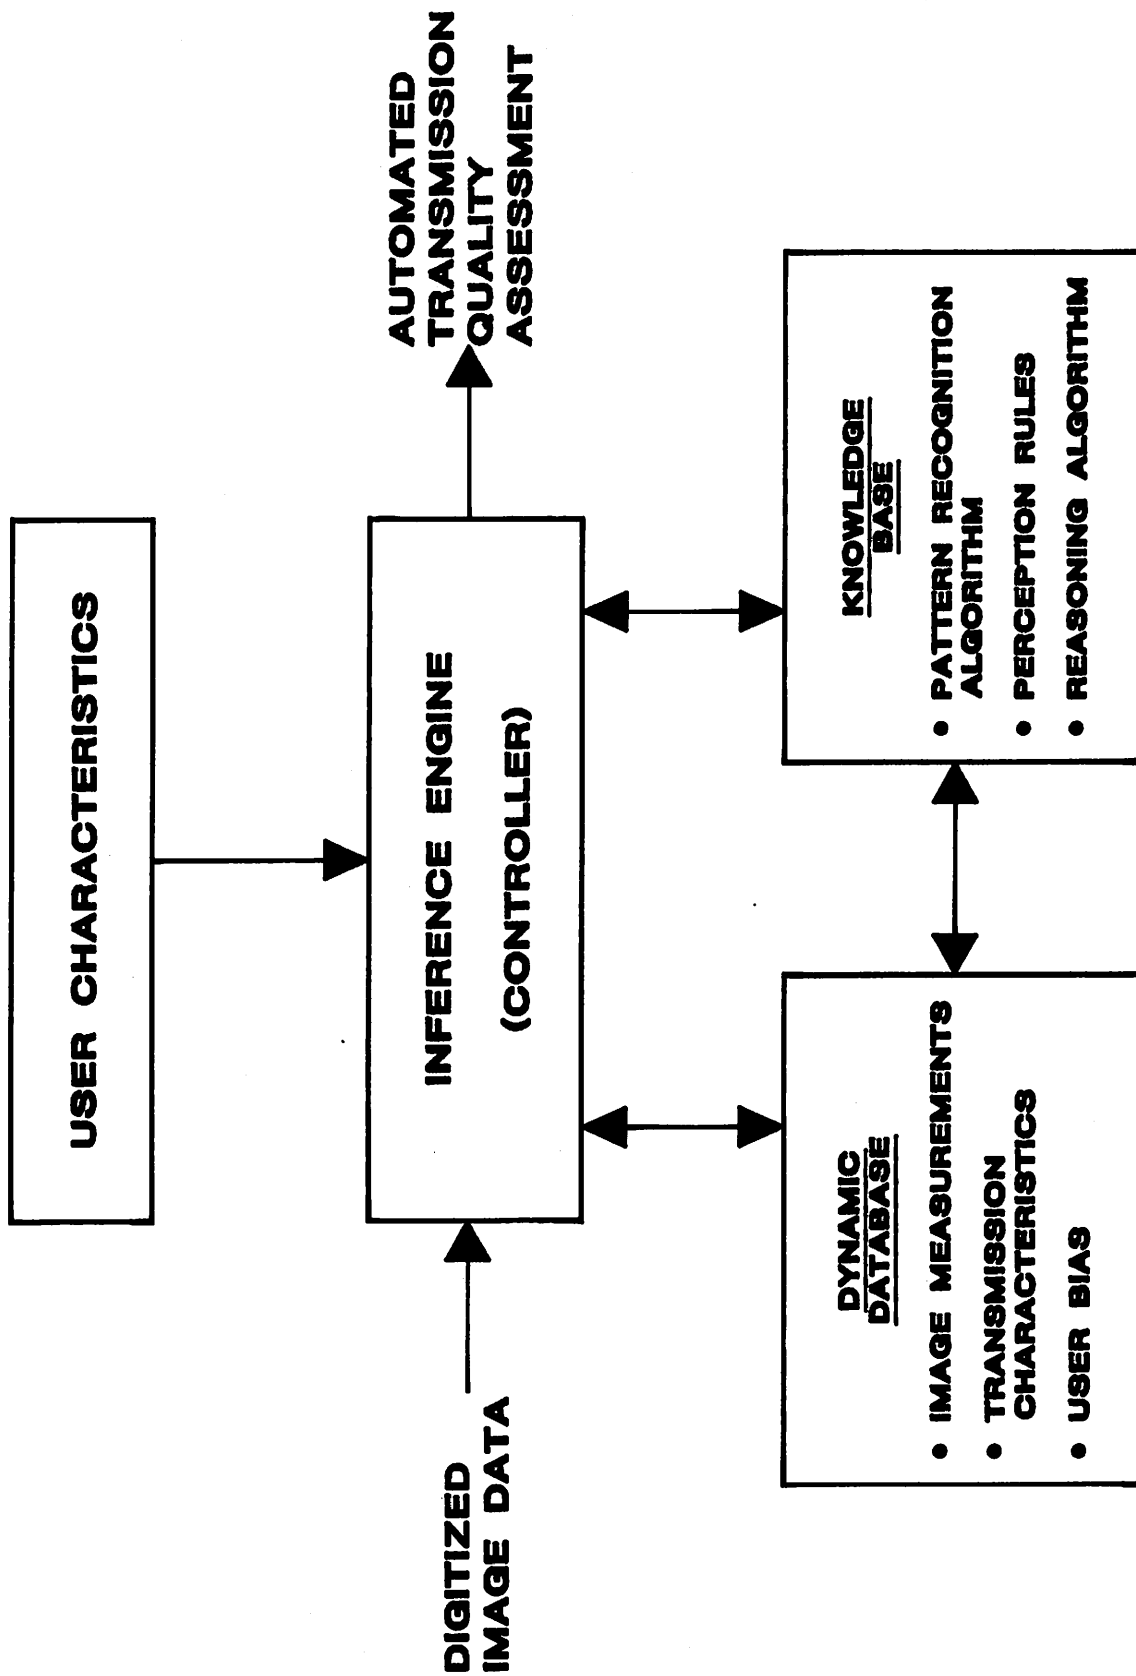 USER CHARACTERISTICS
DIGITIZED
IMAGE DATA
INFERENCE ENGINE
(CONTROLLER)
AUTOMATED
TRANSMISSION
QUALITY
ASSESSMENT
DYNAMIC
DATABASE
• IMAGE MEASUREMENTS
• TRANSMISSION
CHARACTERISTICS
• USER BIAS
KNOWLEDGE
BASE
• PATTERN RECOGNITION
ALGORITHM
• PERCEPTION RULES
• REASONING ALGORITHM